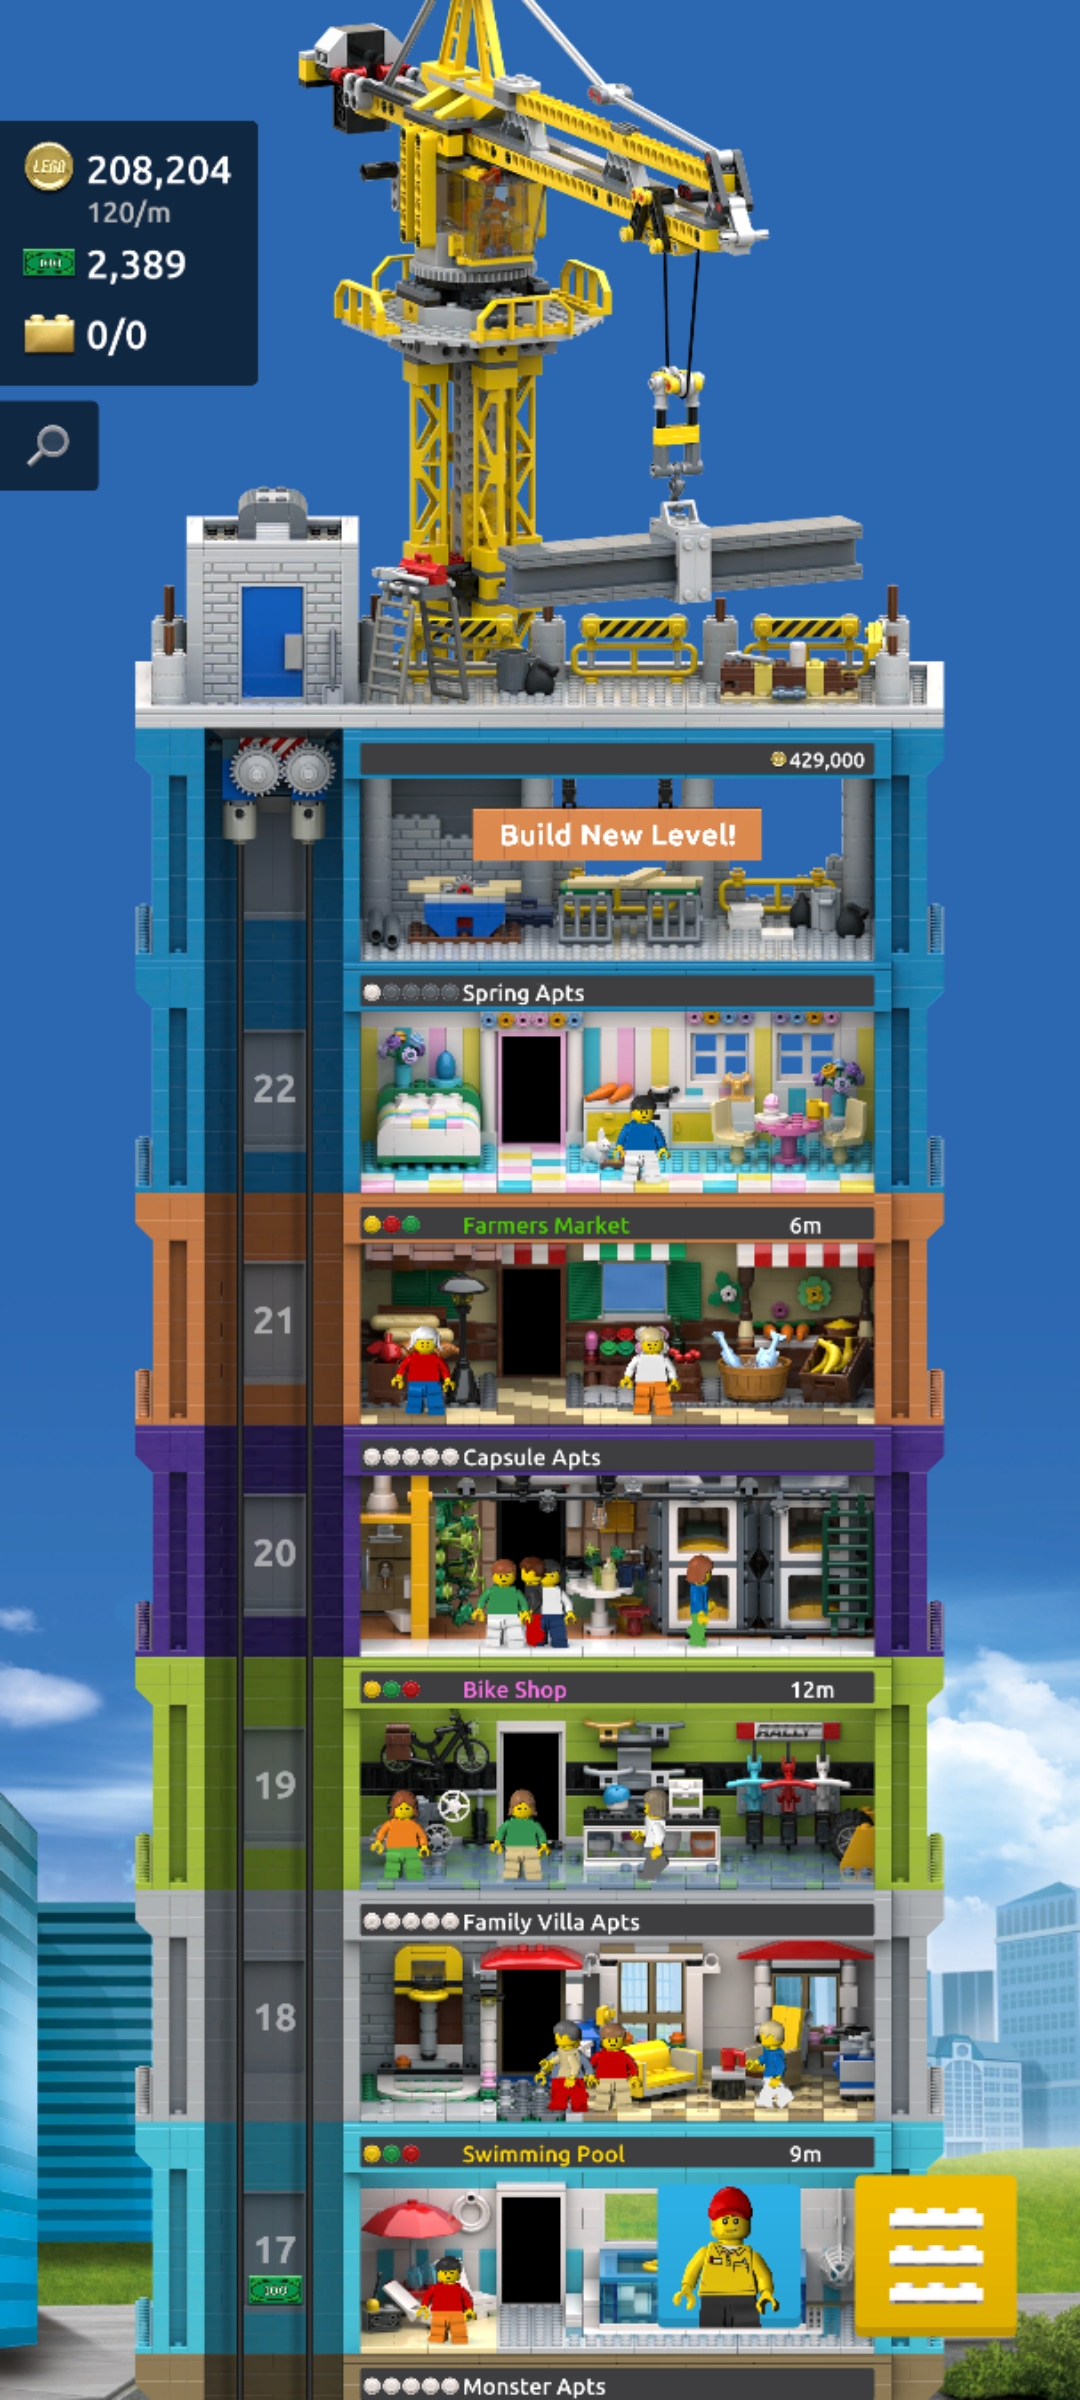 LEGO 208,204
120/m
100 2,389
0/0
429,000
Build New Level!
Spring Apts
22
Farmers Market 6m
21
Capsule Apts
20
Bike Shop 12m
RALLY
19
Family Villa Apts
18
Swimming Pool 9m
17
100
Monster Apts